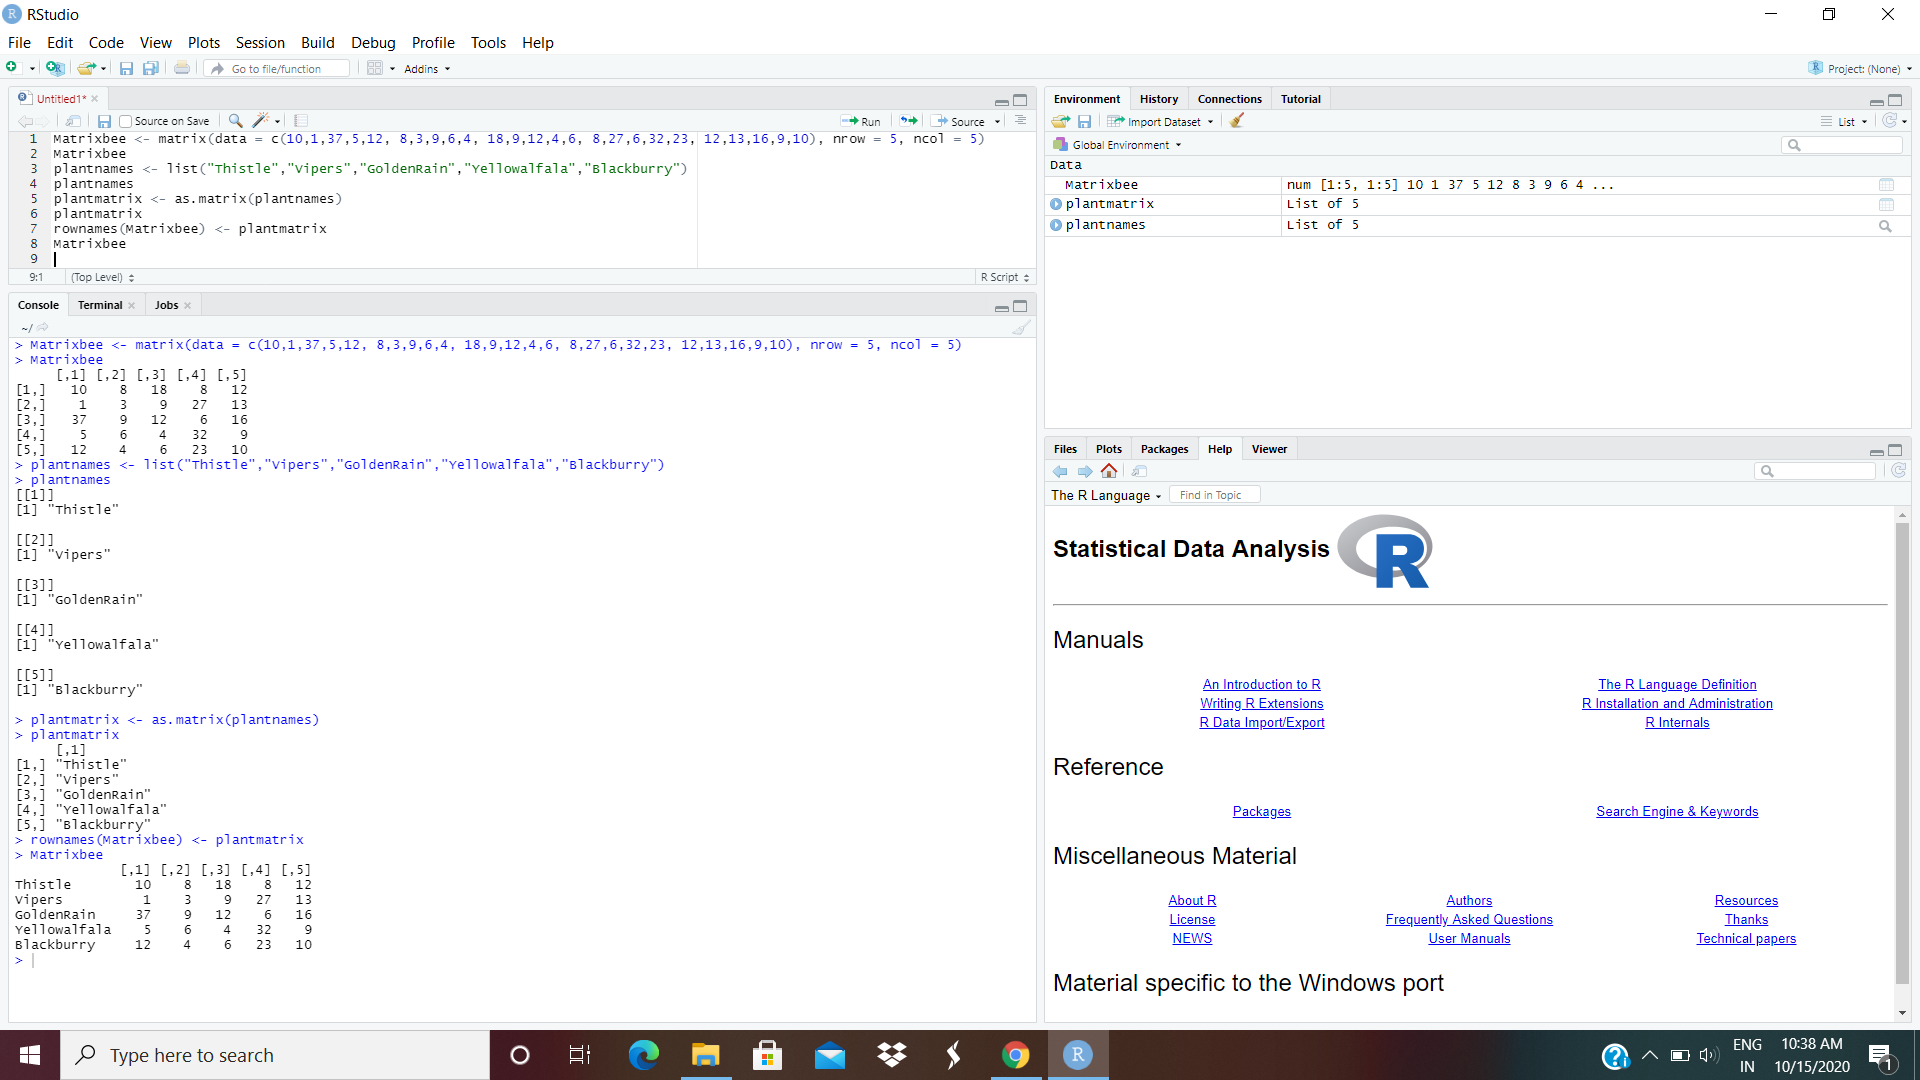 RStudio
File Edit Code View Plots Session Build Debug Profile Tools Help
Go to file/function Addins Project: (None)
Untitled1*
Source on Save Run Source
1 Matrixbee <- matrix(data = c(10,1,37,5,12, 8,3,9,6,4, 18,9,12,4,6, 8,27,6,32,23, 12,13,16,9,10), nrow = 5, ncol = 5)
2 Matrixbee
3 plantnames <- list("Thistle","Vipers","GoldenRain","Yellowalfala","Blackburry")
4 plantnames
5 plantmatrix <- as.matrix(plantnames)
6 plantmatrix
7 rownames(Matrixbee) <- plantmatrix
8 Matrixbee
9
9:1 (Top Level) R Script
Console Terminal Jobs
~/
> Matrixbee <- matrix(data = c(10,1,37,5,12, 8,3,9,6,4, 18,9,12,4,6, 8,27,6,32,23, 12,13,16,9,10), nrow = 5, ncol = 5)
> Matrixbee
[,1] [,2] [,3] [,4] [,5]
[1,] 10 8 18 8 12
[2,] 1 3 9 27 13
[3,] 37 9 12 6 16
[4,] 5 6 4 32 9
[5,] 12 4 6 23 10
> plantnames <- list("Thistle","Vipers","GoldenRain","Yellowalfala","Blackburry")
> plantnames
[[1]]
[1] "Thistle"
[[2]]
[1] "Vipers"
[[3]]
[1] "GoldenRain"
[[4]]
[1] "Yellowalfala"
[[5]]
[1] "Blackburry"
> plantmatrix <- as.matrix(plantnames)
> plantmatrix
[,1]
[1,] "Thistle"
[2,] "Vipers"
[3,] "GoldenRain"
[4,] "Yellowalfala"
[5,] "Blackburry"
> rownames(Matrixbee) <- plantmatrix
> Matrixbee
[,1] [,2] [,3] [,4] [,5]
Thistle 10 8 18 8 12
Vipers 1 3 9 27 13
GoldenRain 37 9 12 6 16
Yellowalfala 5 6 4 32 9
Blackburry 12 4 6 23 10
>
Environment History Connections Tutorial
Import Dataset List
Global Environment
Data
Matrixbee num [1:5, 1:5] 10 1 37 5 12 8 3 9 6 4 ...
plantmatrix List of 5
plantnames List of 5
Files Plots Packages Help Viewer
The R Language Find in Topic
Statistical Data Analysis R
Manuals
An Introduction to R The R Language Definition
Writing R Extensions R Installation and Administration
R Data Import/Export R Internals
Reference
Packages Search Engine & Keywords
Miscellaneous Material
About R Authors Resources
License Frequently Asked Questions Thanks
NEWS User Manuals Technical papers
Material specific to the Windows port
Type here to search
ENG 10:38 AM
IN 10/15/2020 1